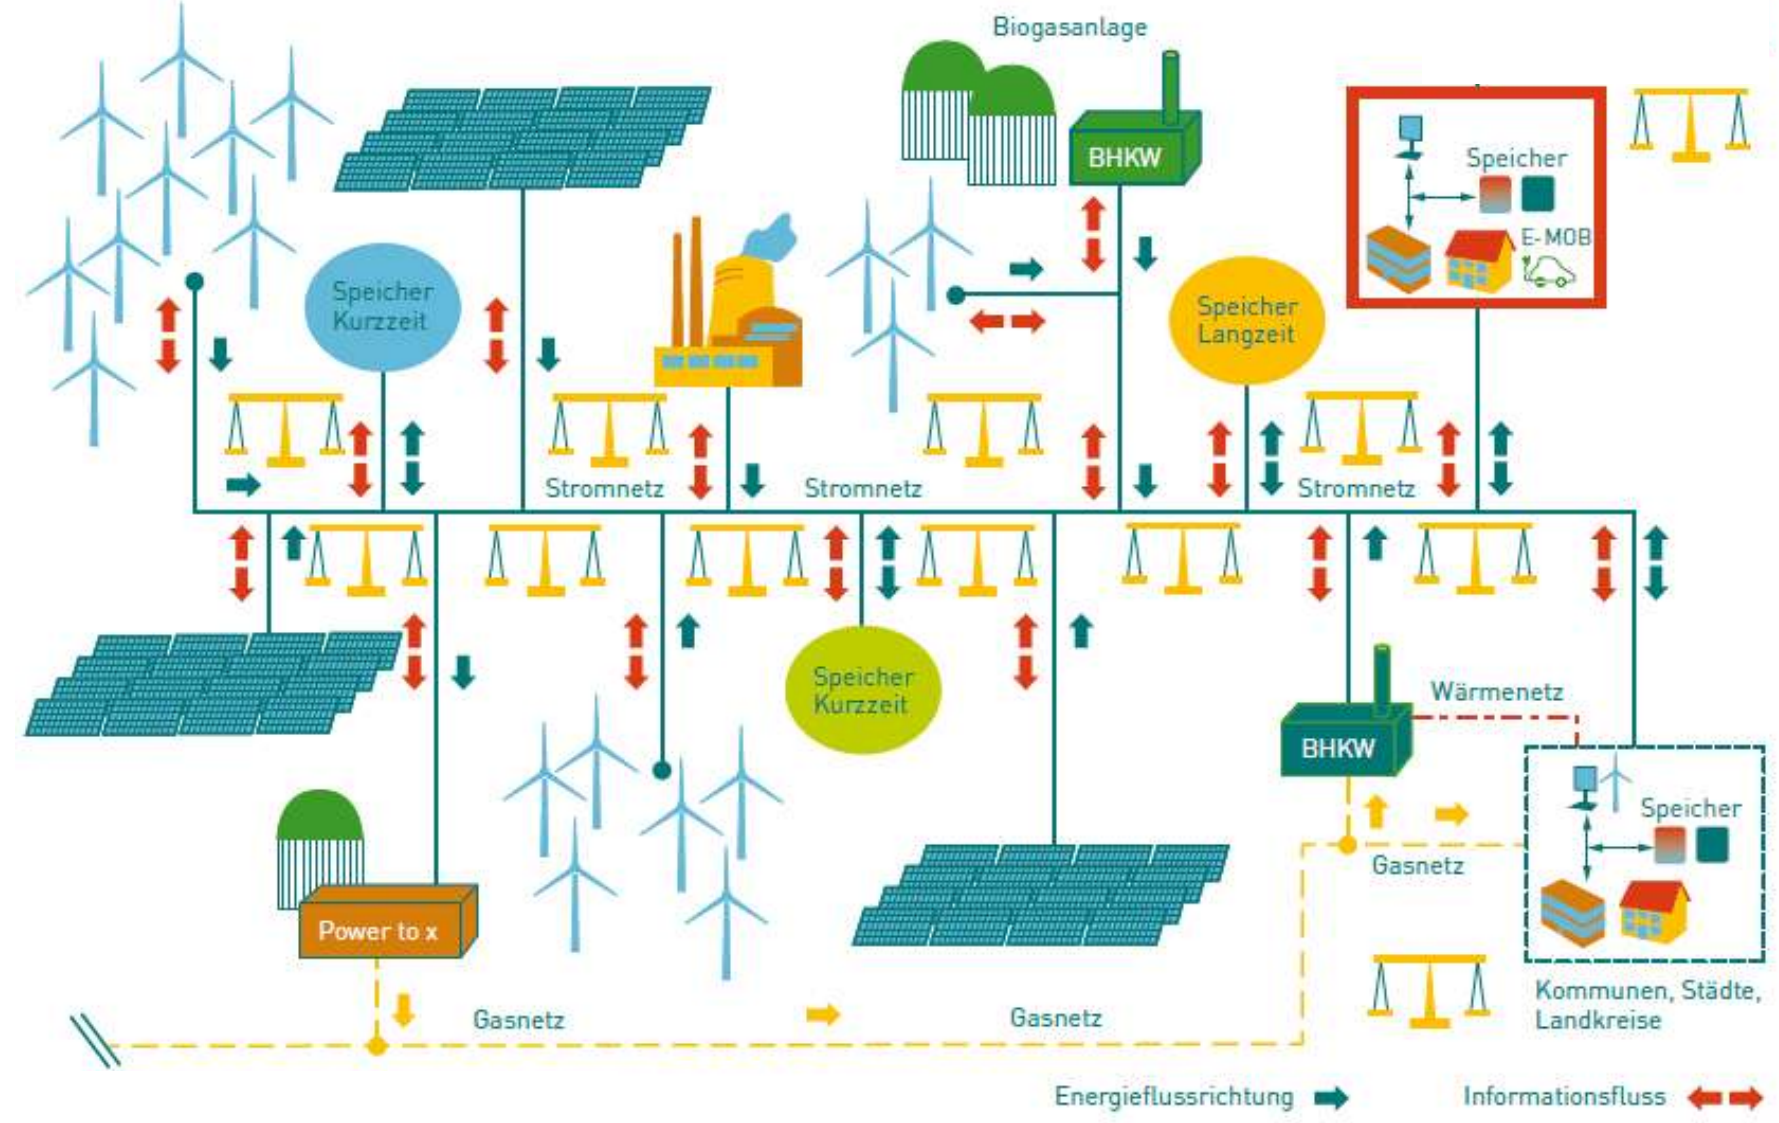 Biogasanlage
BHKW
Speicher
E-MOB
Speicher
Kurzzeit
Speicher
Langzeit
Stromnetz
Stromnetz
Stromnetz
Speicher
Kurzzeit
Wärmenetz
BHKW
Speicher
Gasnetz
Power to x
Kommunen, Städte,
Landkreise
Gasnetz
Gasnetz
Energieflussrichtung
Informationsfluss